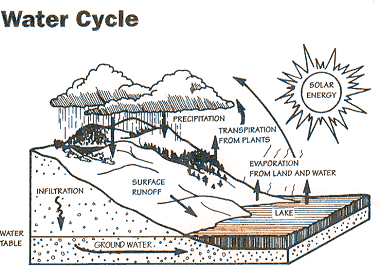 Water Cycle
SOLAR
ENERGY
PRECIPITATION
TRANSPIRATION
FROM PLANTS
EVAPORATION
FROM LAND AND WATER
INFILTRATION
SURFACE
RUNOFF
LAKE
WATER
TABLE
GROUND WATER